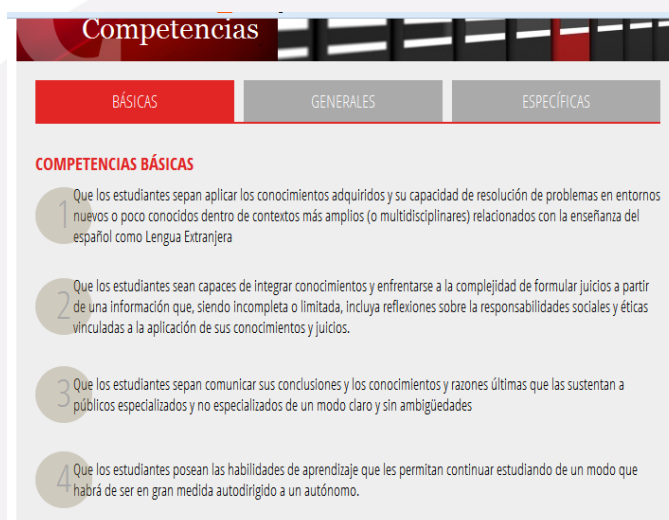 Competencias
BÁSICAS
GENERALES
ESPECÍFICAS
COMPETENCIAS BÁSICAS
1
Que los estudiantes sepan aplicar los conocimientos adquiridos y su capacidad de resolución de problemas en entornos
nuevos o poco conocidos dentro de contextos más amplios (o multidisciplinares) relacionados con la enseñanza del
español como Lengua Extranjera
2
Que los estudiantes sean capaces de integrar conocimientos y enfrentarse a la complejidad de formular juicios a partir
de una información que, siendo incompleta o limitada, incluya reflexiones sobre la responsabilidades sociales y éticas
vinculadas a la aplicación de sus conocimientos y juicios.
3
Que los estudiantes sepan comunicar sus conclusiones y los conocimientos y razones últimas que las sustentan a
públicos especializados y no especializados de un modo claro y sin ambigüedades
4
Que los estudiantes posean las habilidades de aprendizaje que les permitan continuar estudiando de un modo que
habrá de ser en gran medida autodirigido a un autónomo.